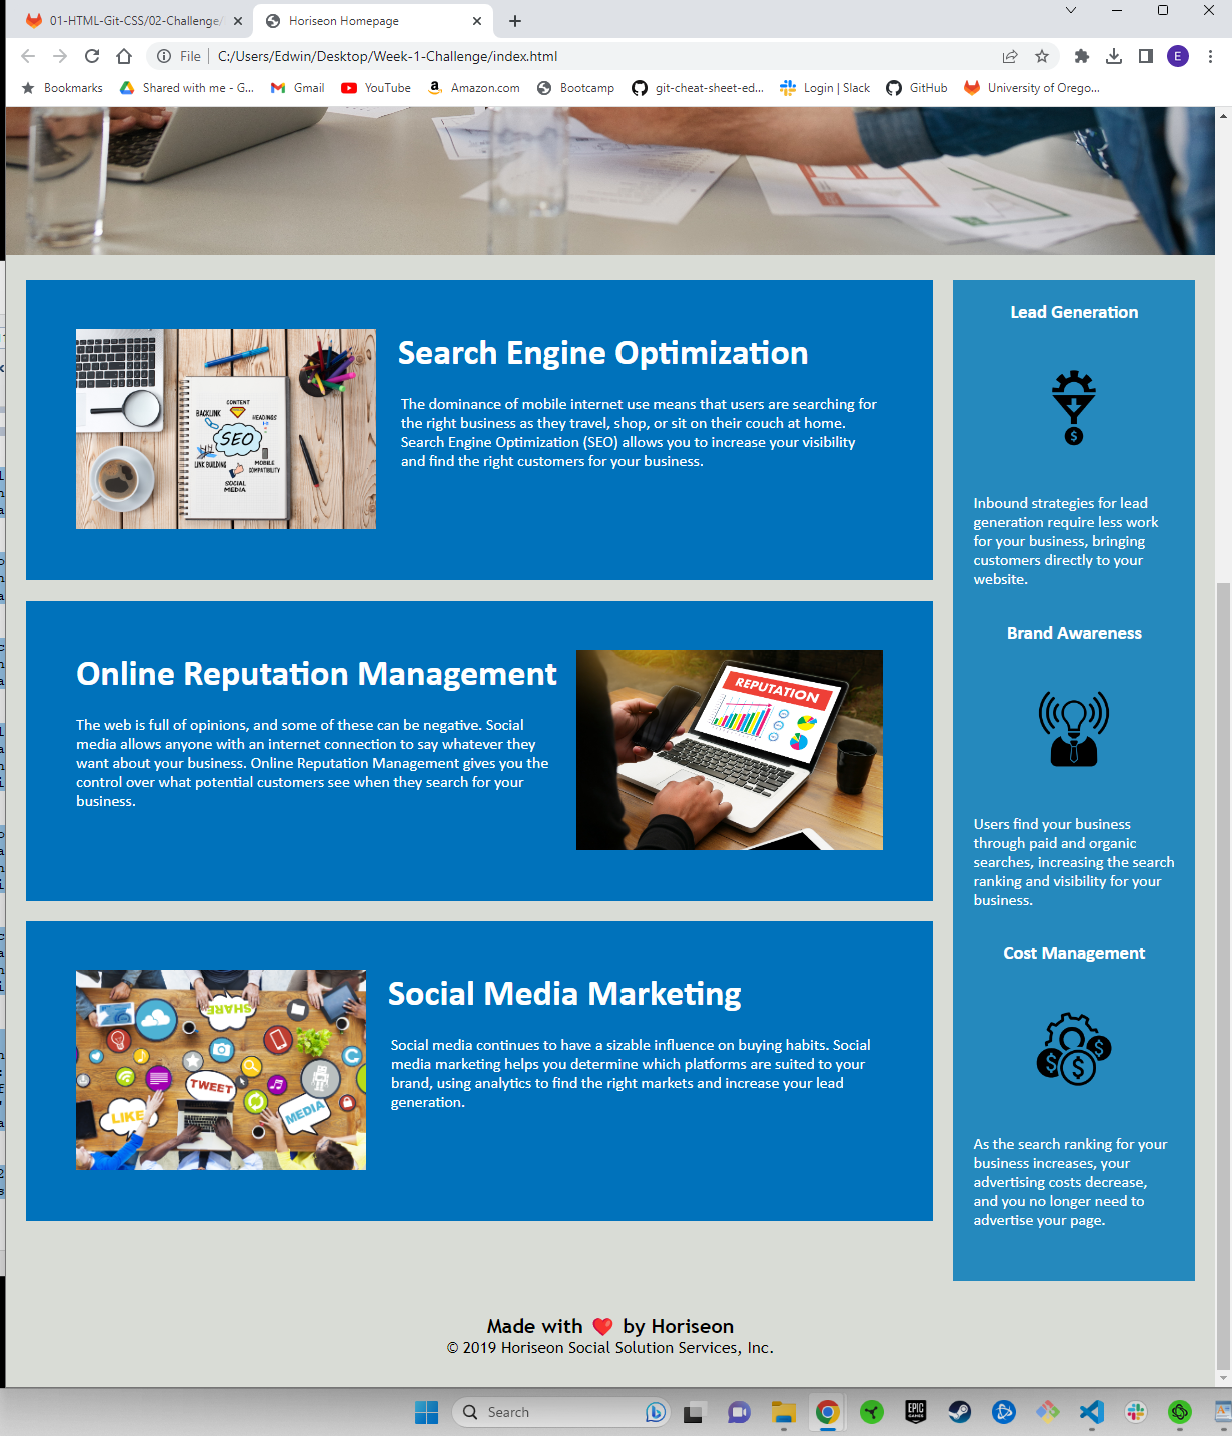 01-HTML-Git-CSS/02-Challenge/
Horiseon Homepage
File
C:/Users/Edwin/Desktop/Week-1-Challenge/index.html
E
Bookmarks
Shared with me - G...
Gmail
YouTube
Amazon.com
Bootcamp
git-cheat-sheet-ed...
Login | Slack
GitHub
University of Orego...
Search Engine Optimization
The dominance of mobile internet use means that users are searching for
the right business as they travel, shop, or sit on their couch at home.
Search Engine Optimization (SEO) allows you to increase your visibility
and find the right customers for your business.
CONTENT
BACKLINK
HEADINGS
SEO
LINK BUILDING
MOBILE
COMPATIBILITY
SOCIAL
MEDIA
Online Reputation Management
The web is full of opinions, and some of these can be negative. Social
media allows anyone with an internet connection to say whatever they
want about your business. Online Reputation Management gives you the
control over what potential customers see when they search for your
business.
REPUTATION
Social Media Marketing
Social media continues to have a sizable influence on buying habits. Social
media marketing helps you determine which platforms are suited to your
brand, using analytics to find the right markets and increase your lead
generation.
SHARE
TWEET
LIKE
MEDIA
Lead Generation
Inbound strategies for lead
generation require less work
for your business, bringing
customers directly to your
website.
Brand Awareness
Users find your business
through paid and organic
searches, increasing the search
ranking and visibility for your
business.
Cost Management
As the search ranking for your
business increases, your
advertising costs decrease,
and you no longer need to
advertise your page.
Made with ❤️ by Horiseon
© 2019 Horiseon Social Solution Services, Inc.
Search
EPIC
GAMES